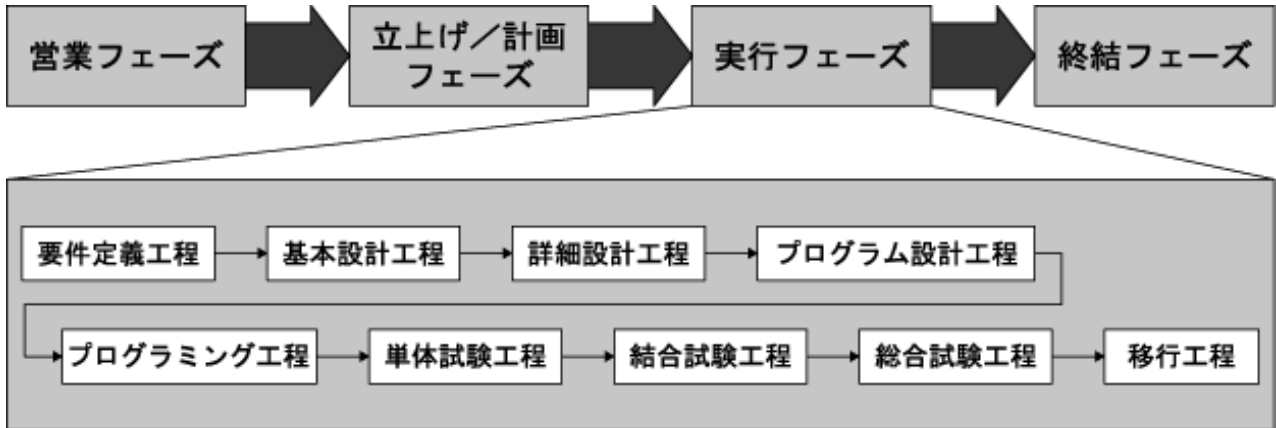 営業フェーズ
立上げ／計画
フェーズ
実行フェーズ
終結フェーズ
要件定義工程
基本設計工程
詳細設計工程
プログラム設計工程
プログラミング工程
単体試験工程
結合試験工程
総合試験工程
移行工程